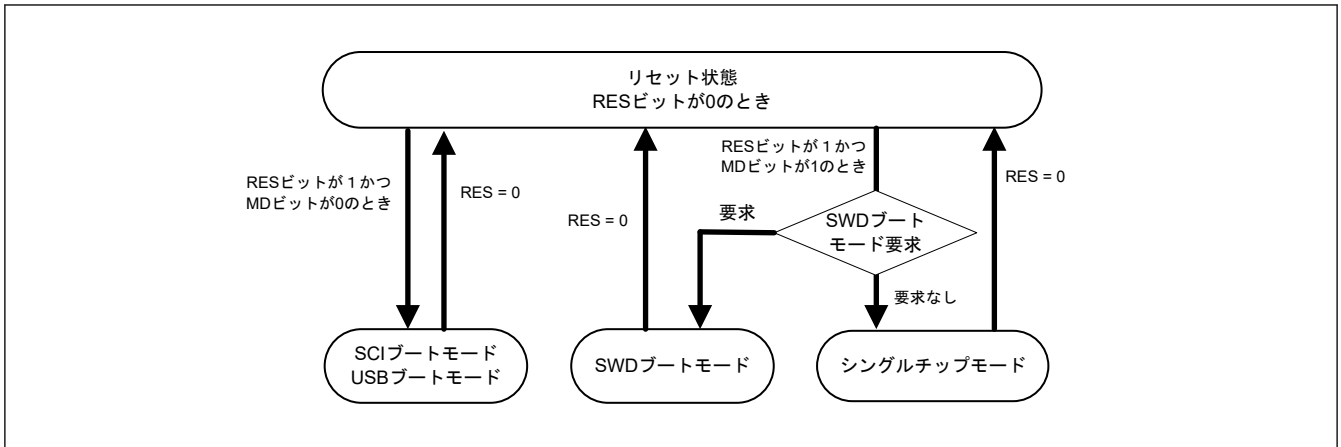 リセット状態
RESビットが0のとき
RESビットが１かつ
MDビットが0のとき
RES = 0
RES = 0
RESビットが１かつ
MDビットが1のとき
RES = 0
要求
SWDブート
モード要求
要求なし
SCIブートモード
USBブートモード
SWDブートモード
シングルチップモード